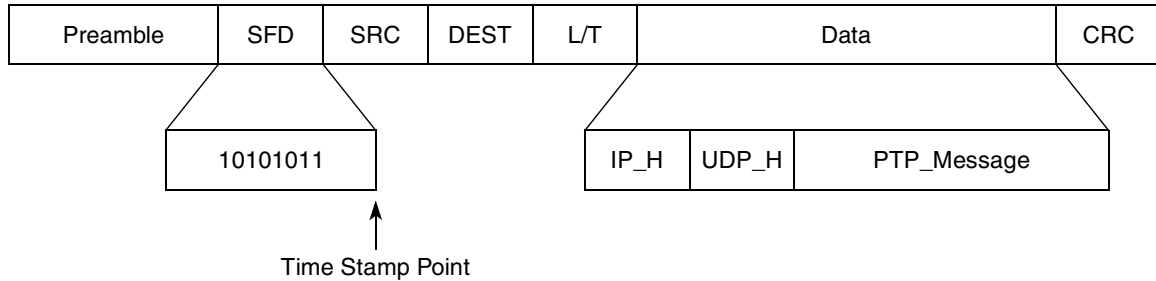 Preamble SFD SRC DEST L/T Data CRC
10101011 IP_H UDP_H PTP_Message
Time Stamp Point